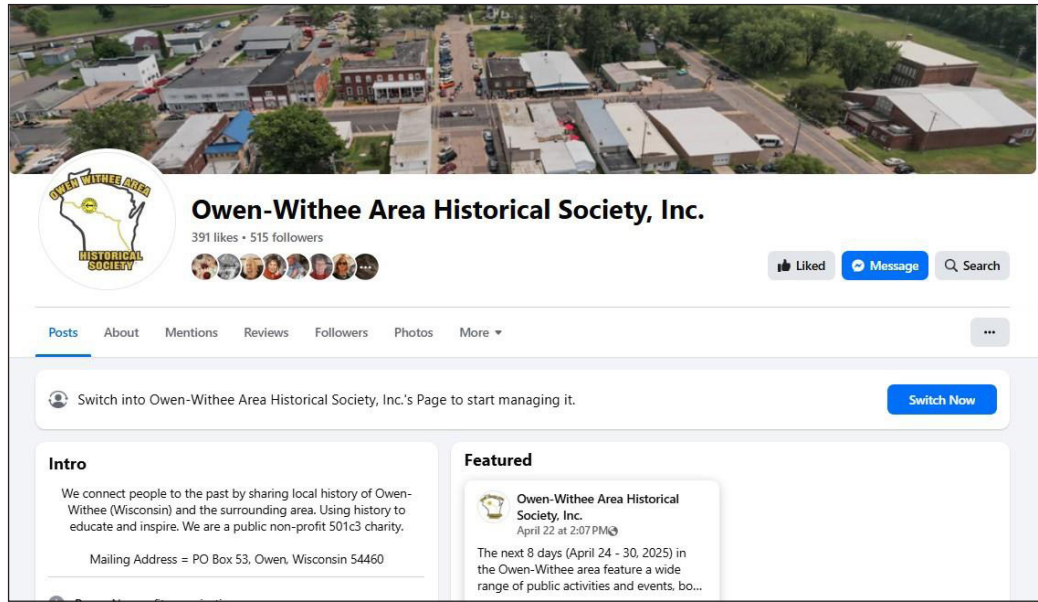 OWEN WITHEE AREA
HISTORICAL
SOCIETY
Owen-Withee Area Historical Society, Inc.
391 likes • 515 followers
Liked
Message
Search
Posts
About
Mentions
Reviews
Followers
Photos
More
Switch into Owen-Withee Area Historical Society, Inc.'s Page to start managing it.
Switch Now
Intro
We connect people to the past by sharing local history of Owen-
Withee (Wisconsin) and the surrounding area. Using history to
educate and inspire. We are a public non-profit 501c3 charity.
Mailing Address = PO Box 53, Owen, Wisconsin 54460
Featured
Owen-Withee Area Historical
Society, Inc.
April 22 at 2:07 PM
The next 8 days (April 24 - 30, 2025) in
the Owen-Withee area feature a wide
range of public activities and events, bo...